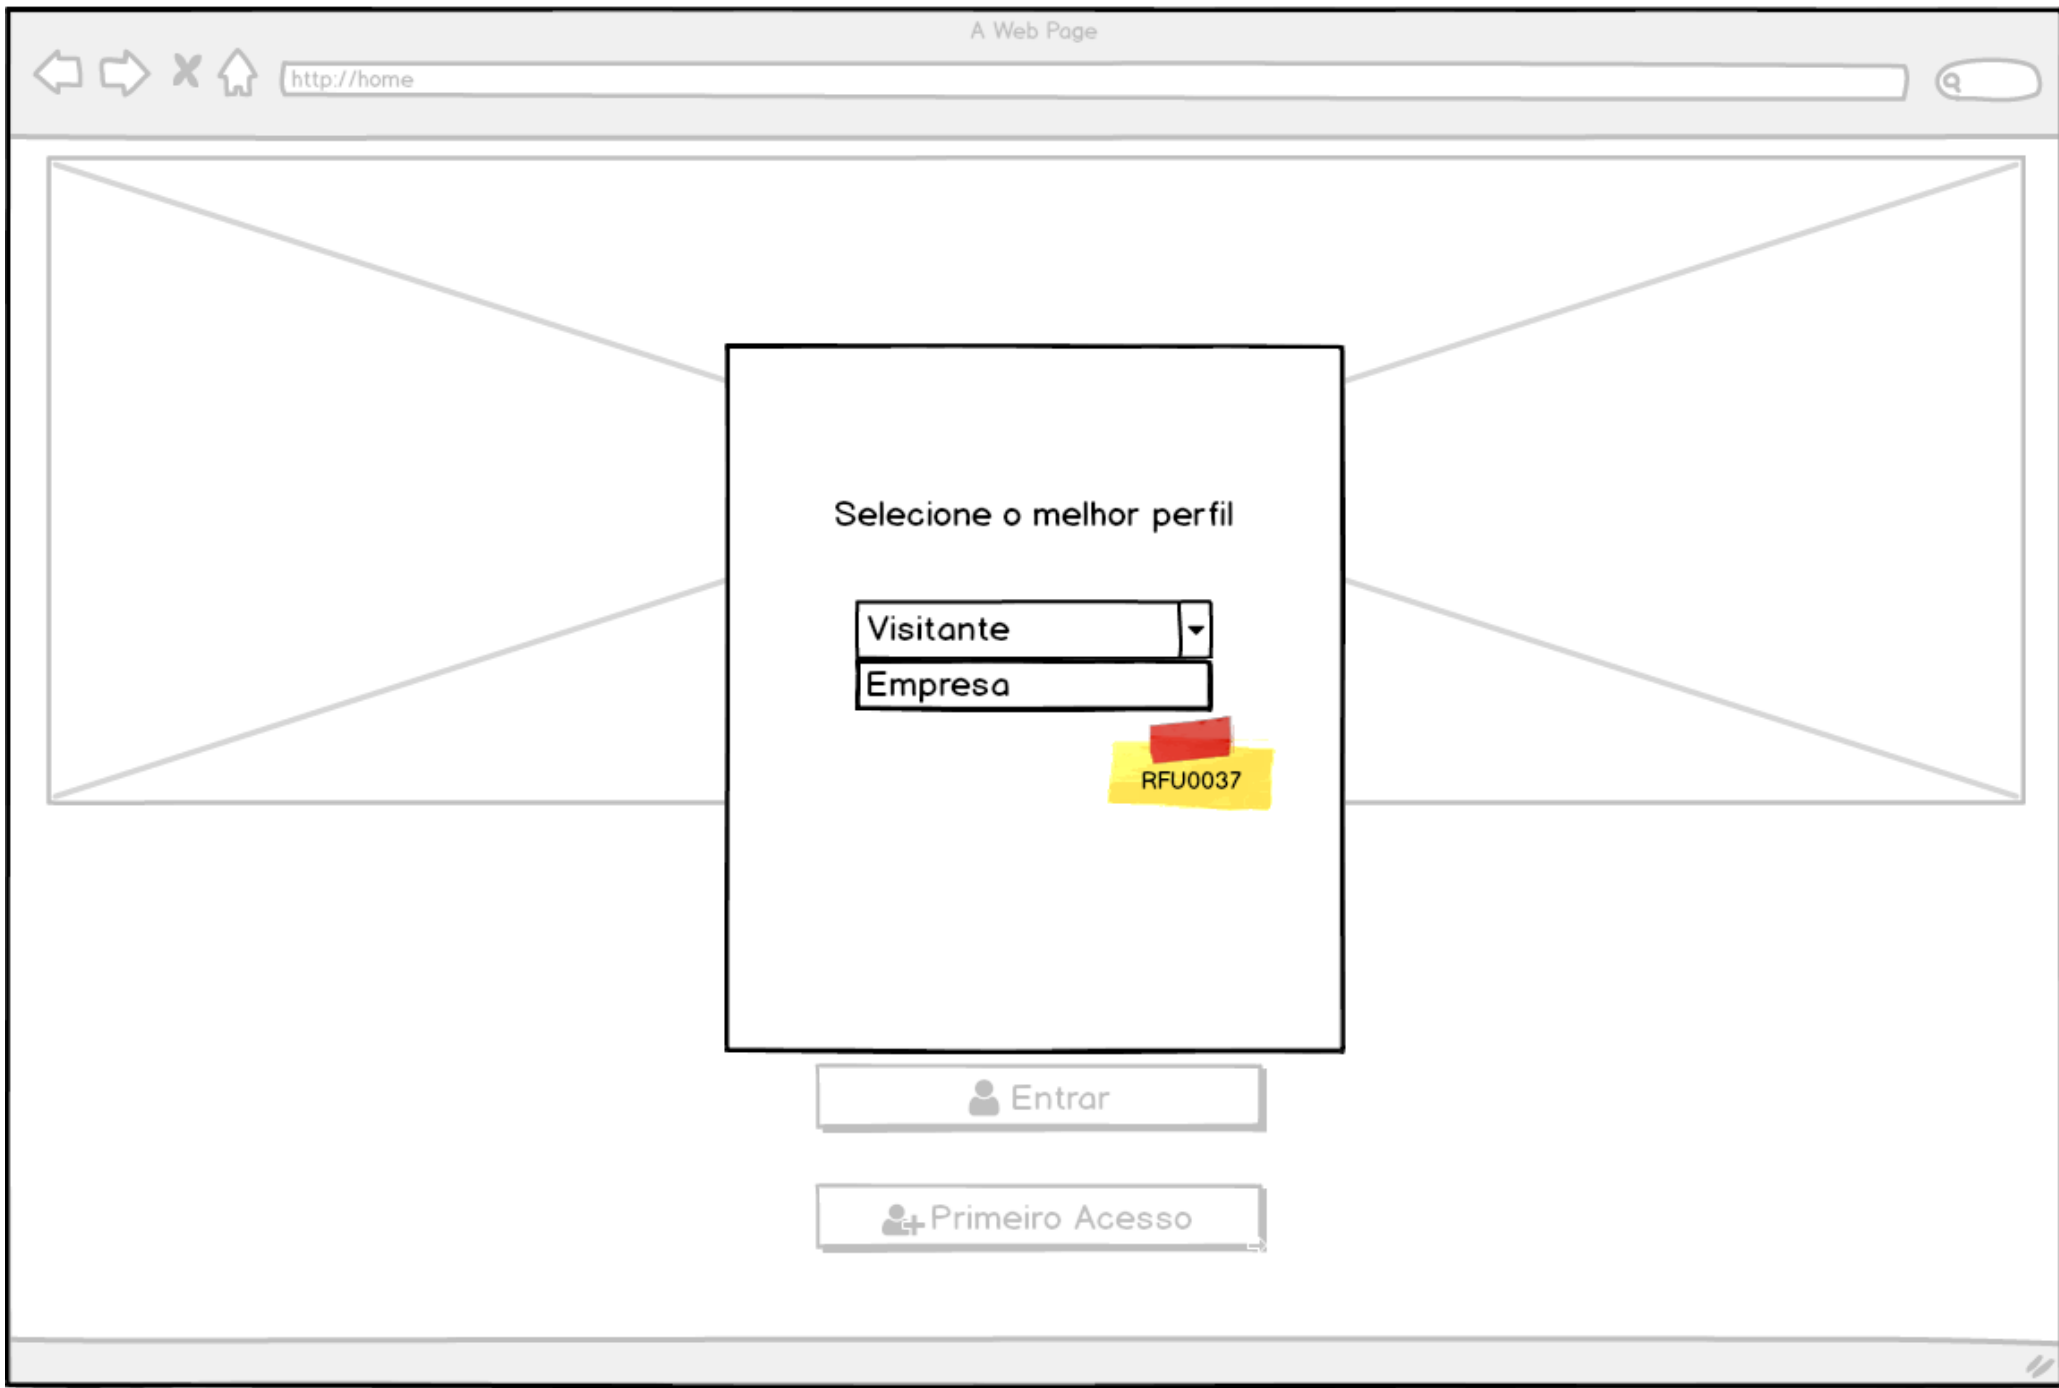 A Web Page
http://home
Selecione o melhor perfil
Visitante
Empresa
RFU0037
Entrar
Primeiro Acesso